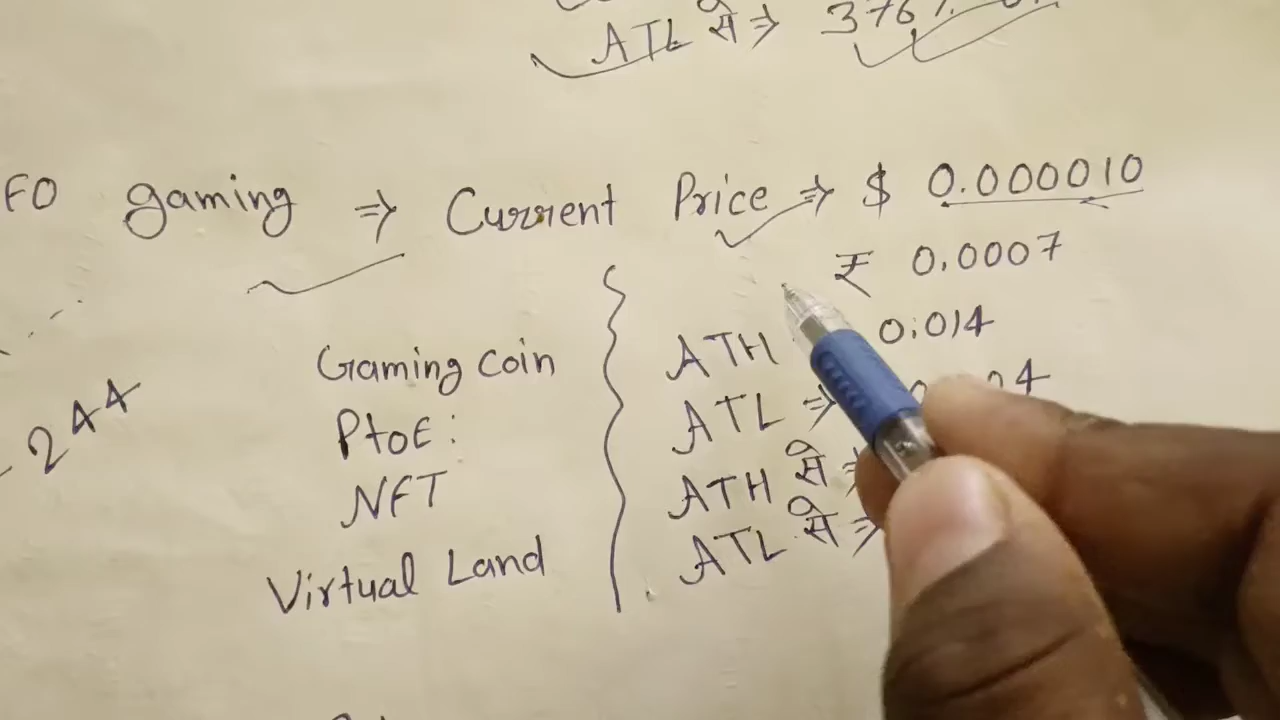 ATL से ⇒ 376%
FO gaming ⇒ Current Price ⇒ $ 0.000010
₹ 0.0007
Gaming coin ATH 0.014
PtoE: ATL ⇒
244
NFT ATH से ⇒
Virtual Land ATL से ⇒